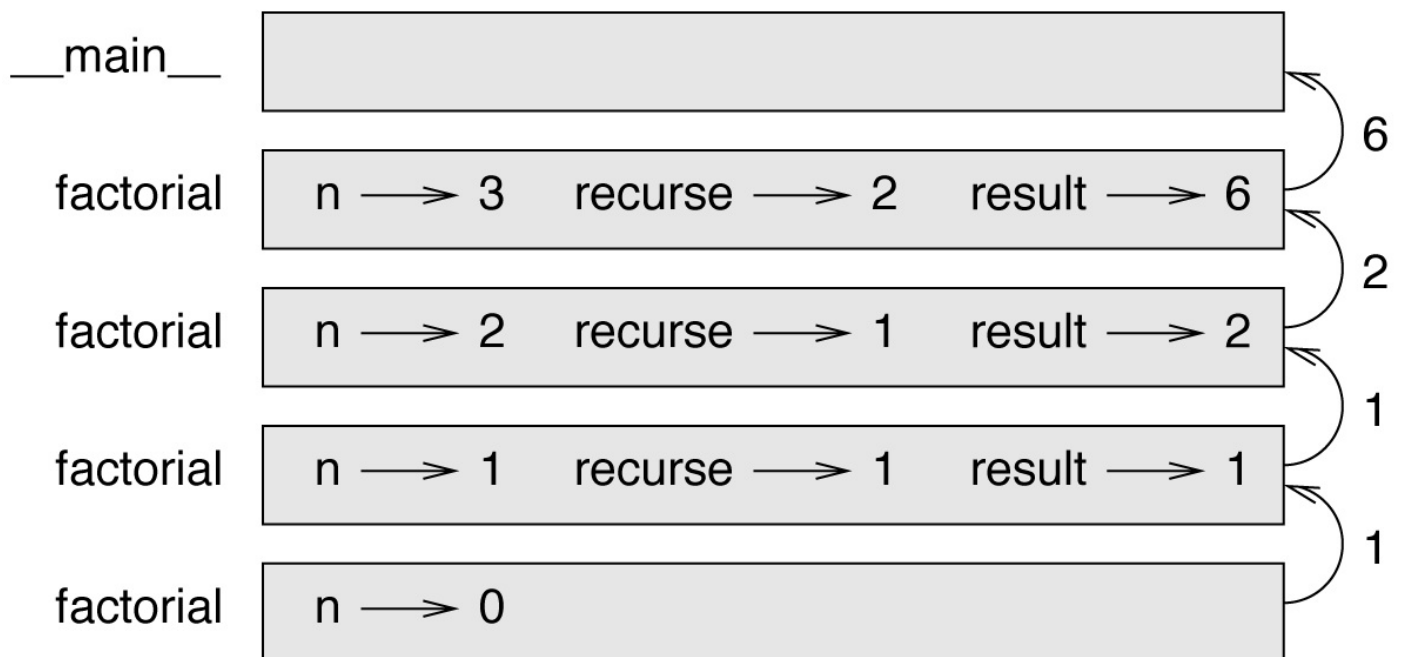 __main__
6
factorial n 3 recurse 2 result 6
2
factorial n 2 recurse 1 result 2
1
factorial n 1 recurse 1 result 1
1
factorial n 0